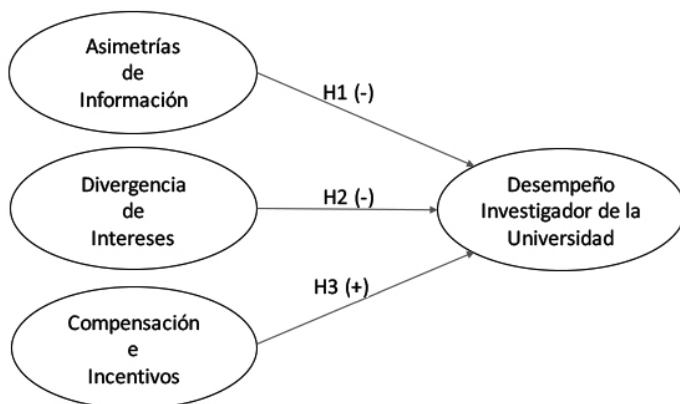 Asimetrías
de
Información
H1 (-)
Divergencia
de
Intereses
H2 (-)
Desempeño
Investigador de la
Universidad
H3 (+)
Compensación
e
Incentivos